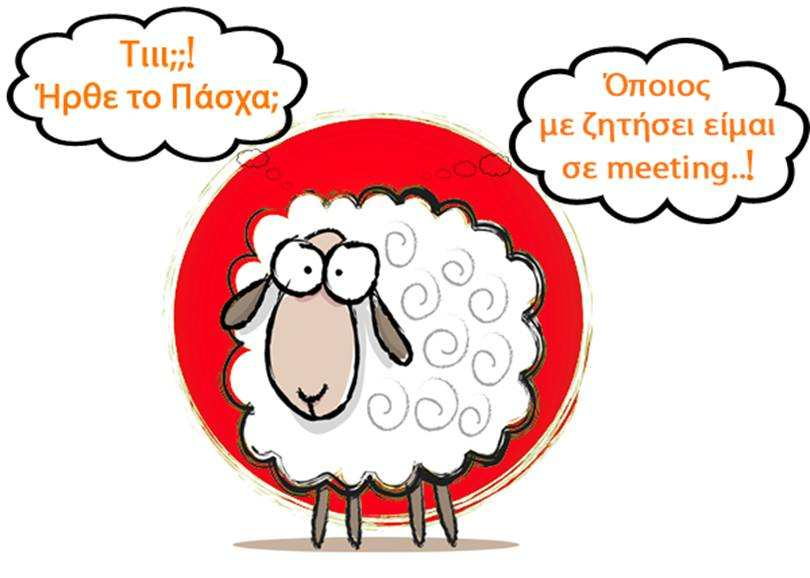 Τιιι;;!
Ήρθε το Πάσχα;
Όποιος
με ζητήσει είμαι
σε meeting..!